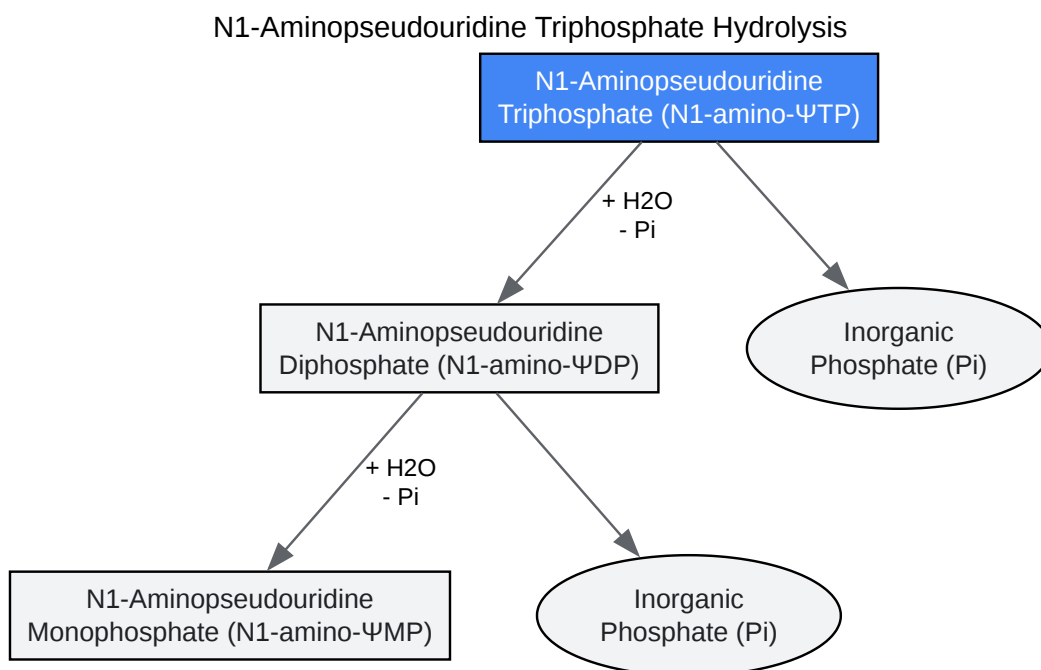 N1-Aminopseudouridine Triphosphate Hydrolysis
N1-Aminopseudouridine
Triphosphate (N1-amino-ΨTP)
+ H2O
- Pi
N1-Aminopseudouridine
Diphosphate (N1-amino-ΨDP)
Inorganic
Phosphate (Pi)
+ H2O
- Pi
N1-Aminopseudouridine
Monophosphate (N1-amino-ΨMP)
Inorganic
Phosphate (Pi)